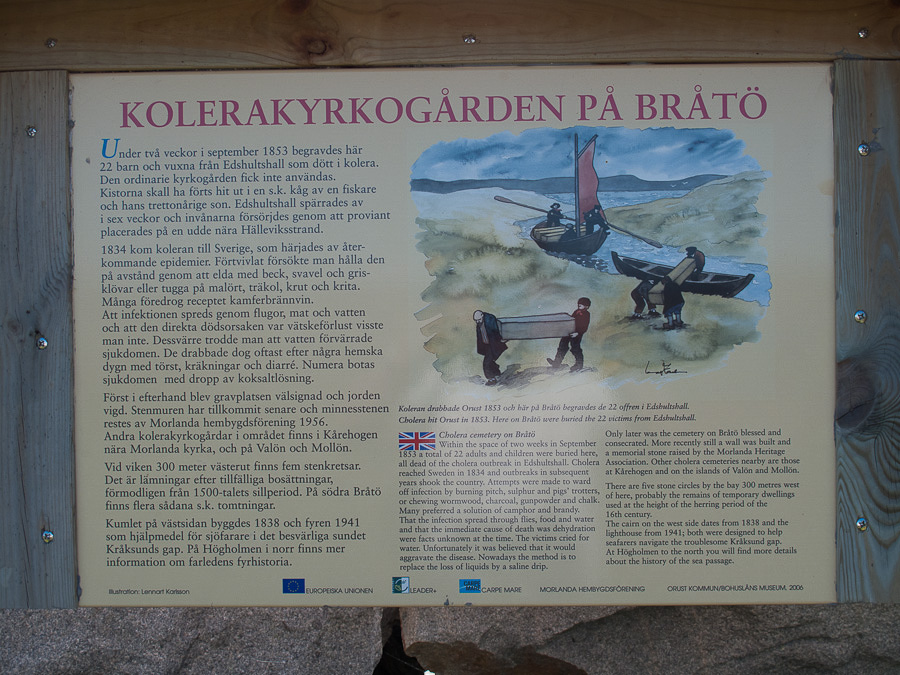 KOLERAKYRKOGÅRDEN PÅ BRÅTÖ
Under två veckor i september 1853 begravdes här
22 barn och vuxna från Edshultshall som dött i kolera.
Den ordinarie kyrkogården fick inte användas.
Kistorna skall ha förts hit ut i en s.k. kåg av en fiskare
och hans trettonårige son. Edshultshall spärrades av
i sex veckor och invånarna försörjdes genom att proviant
placerades på en udde nära Hälleviksstrand.
1834 kom koleran till Sverige, som härjades av åter-
kommande epidemier. Förtvivlat försökte man hålla den
på avstånd genom att elda med beck, svavel och gris-
klövar eller tugga på malört, träkol, krut och krita.
Många föredrog receptet kamferbrännvin.
Att infektionen spreds genom flugor, mat och vatten
och att den direkta dödsorsaken var vätskeförlust visste
man inte. Dessvärre trodde man att vatten förvärrade
sjukdomen. De drabbade dog oftast efter några hemska
dygn med törst, kräkningar och diarré. Numera botas
sjukdomen med dropp av koksaltlösning.
Först i efterhand blev gravplatsen välsignad och jorden
vigd. Stenmuren har tillkommit senare och minnesstenen
restes av Morlanda hembygdsförening 1956.
Andra kolerakyrkogårdar i området finns i Kårehogen
nära Morlanda kyrka, och på Valön och Mollön.
Vid viken 300 meter västerut finns fem stenkretsar.
Det är lämningar efter tillfälliga bosättningar,
förmodligen från 1500-talets sillperiod. På södra Bråtö
finns flera sådana s.k. tomtningar.
Kumlet på västsidan byggdes 1838 och fyren 1941
som hjälpmedel för sjöfarare i det besvärliga sundet
Kråksunds gap. På Högholmen i norr finns mer
information om farledens fyrhistoria.
Koleran drabbade Orust 1853 och här på Bråtö begravdes de 22 offren i Edshultshall.
Cholera hit Orust in 1853. Here on Bråtö were buried the 22 victims from Edshultshall.
Cholera cemetery on Bråtö
Within the space of two weeks in September
1853 a total of 22 adults and children were buried here,
all dead of the cholera outbreak in Edshultshall. Cholera
reached Sweden in 1834 and outbreaks in subsequent
years shook the country. Attempts were made to ward
off infection by burning pitch, sulphur and pigs' trotters,
or chewing wormwood, charcoal, gunpowder and chalk.
Many preferred a solution of camphor and brandy.
That the infection spread through flies, food and water
and that the immediate cause of death was dehydration
were facts unknown at the time. The victims cried for
water. Unfortunately it was believed that it would
aggravate the disease. Nowadays the method is to
replace the loss of liquids by a saline drip.
Only later was the cemetery on Bråtö blessed and
consecrated. More recently still a wall was built and
a memorial stone raised by the Morlanda Heritage
Association. Other cholera cemeteries nearby are those
at Kårehogen and on the islands of Valön and Mollön.
There are five stone circles by the bay 300 metres west
of here, probably the remains of temporary dwellings
used at the height of the herring period of the
16th century.
The cairn on the west side dates from 1838 and the
lighthouse from 1941; both were designed to help
seafarers navigate the troublesome Kråksund gap.
At Högholmen to the north you will find more details
about the history of the sea passage.
Illustration: Lennart Karlsson
EUROPEISKA UNIONEN
LEADER+
CARPE MARE
CARPE MARE
MORLANDA HEMBYGDSFÖRENING
ORUST KOMMUN/BOHUSLÄNS MUSEUM, 2006